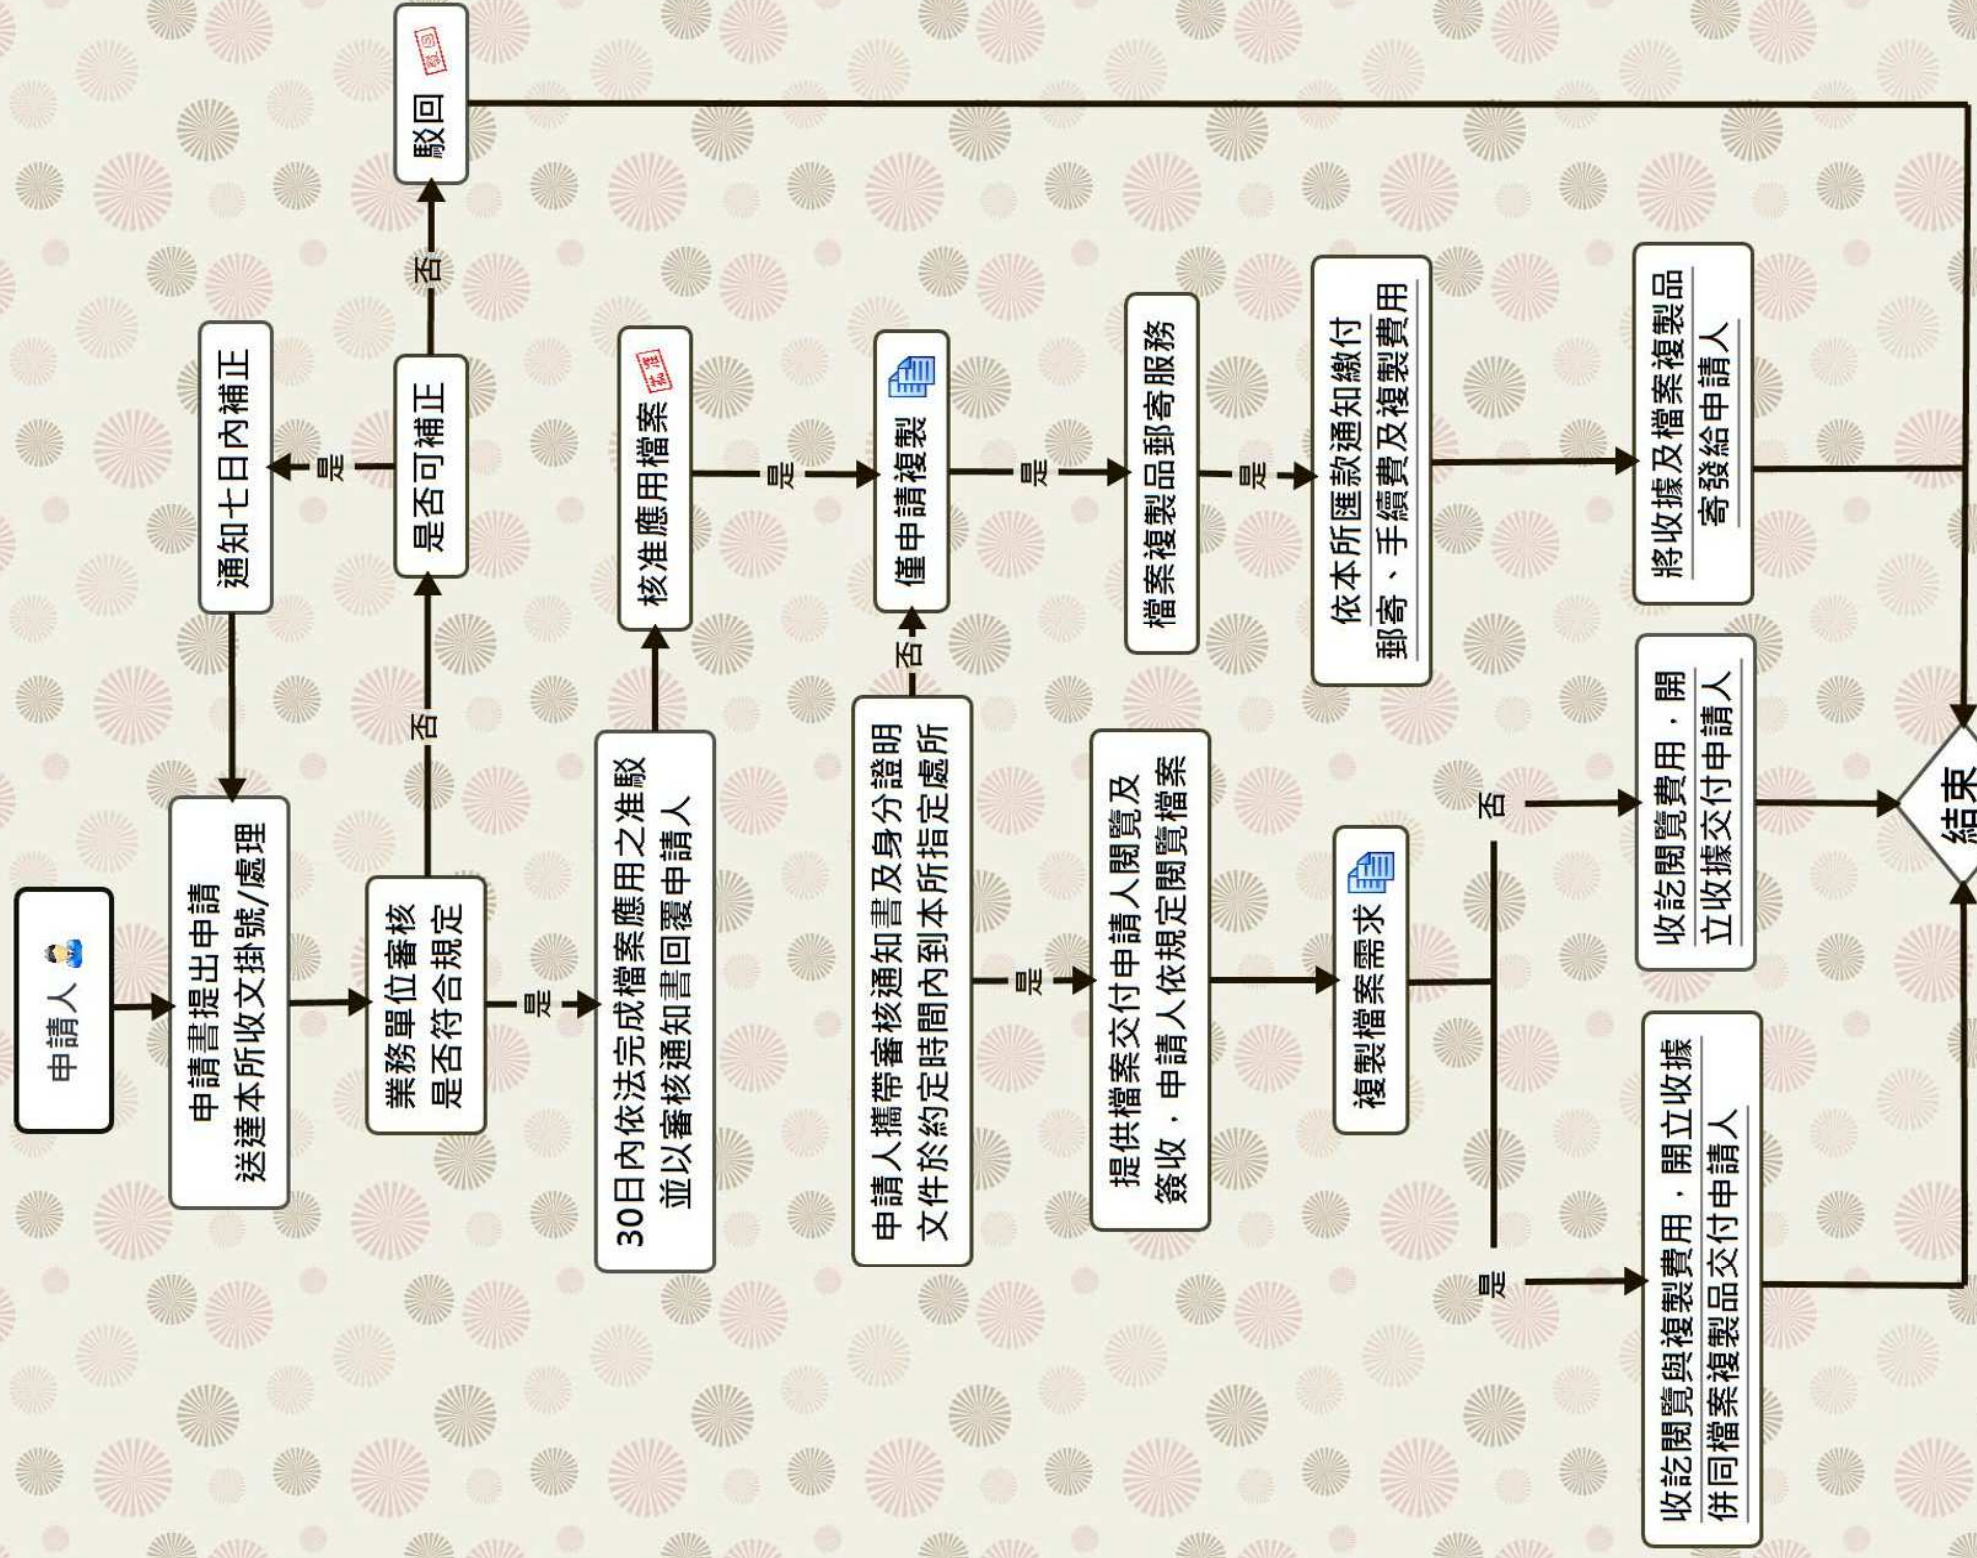 申請人
申請書提出申請
送達本所收文掛號/處理
通知七日內補正
業務單位審核
是否符合規定
否
是否可補正
是
否
駁回
駁回
是
30日內依法完成檔案應用之准駁
並以審核通知書回覆申請人
核准應用檔案
核准
是
申請人攜帶審核通知書及身分證明
文件於約定時間內到本所指定處所
否
僅申請複製
是
是
提供檔案交付申請人閱覽及
簽收，申請人依規定閱覽檔案
檔案複製品郵寄服務
是
複製檔案需求
依本所匯款通知繳付
郵寄、手續費及複製費用
是
否
收訖閱覽與複製費用，開立收據
併同檔案複製品交付申請人
收訖閱覽費用，開
立收據交付申請人
將收據及檔案複製品
寄發給申請人
結束